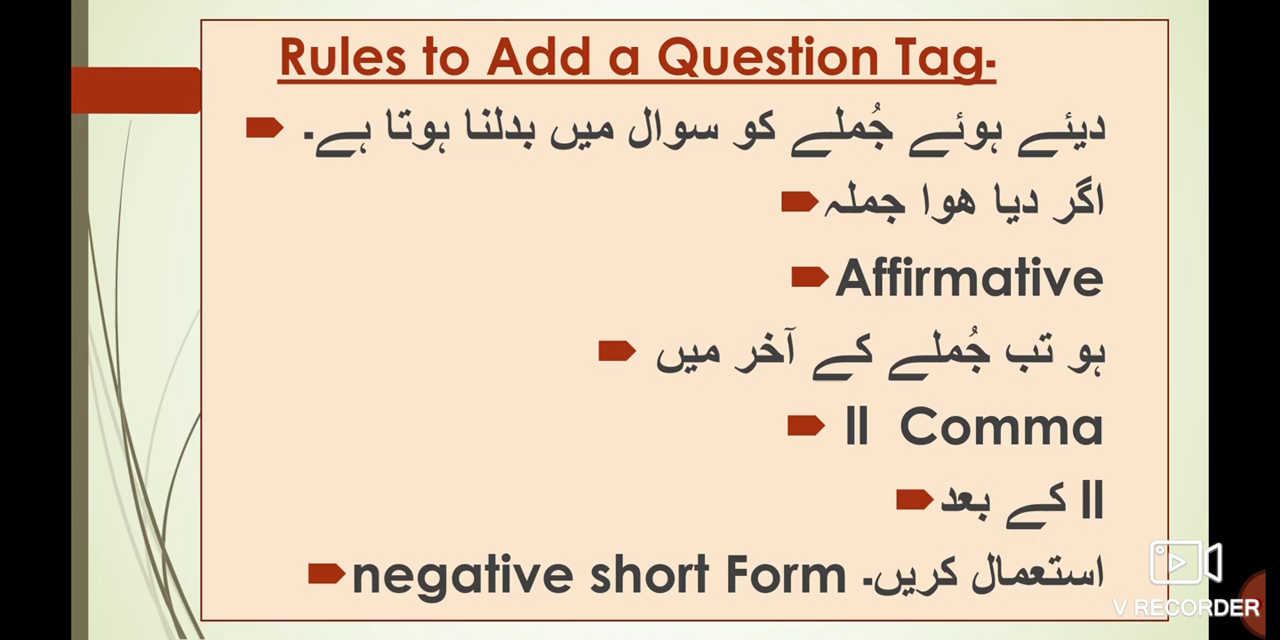 Rules to Add a Question Tag.
دیئے ہوئے جُملے کو سوال میں بدلنا ہوتا ہے۔
اگر دیا ھوا جملہ
Affirmative
ہو تب جُملے کے آخر میں
ll Comma
ll کے بعد
استعمال کریں۔ negative short Form
V RECORDER